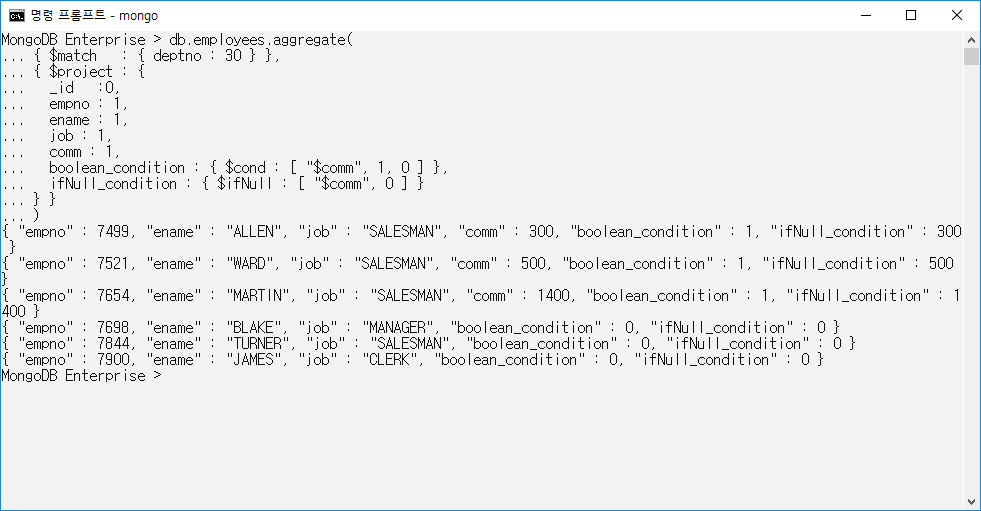 명령 프롬프트 - mongo
MongoDB Enterprise > db.employees.aggregate(
... { $match   : { deptno : 30 } },
... { $project : {
...   _id   :0,
...   empno : 1,
...   ename : 1,
...   job : 1,
...   comm : 1,
...   boolean_condition : { $cond : [ "$comm", 1, 0 ] },
...   ifNull_condition : { $ifNull : [ "$comm", 0 ] }
... } }
... )
{ "empno" : 7499, "ename" : "ALLEN", "job" : "SALESMAN", "comm" : 300, "boolean_condition" : 1, "ifNull_condition" : 300
 }
{ "empno" : 7521, "ename" : "WARD", "job" : "SALESMAN", "comm" : 500, "boolean_condition" : 1, "ifNull_condition" : 500
}
{ "empno" : 7654, "ename" : "MARTIN", "job" : "SALESMAN", "comm" : 1400, "boolean_condition" : 1, "ifNull_condition" : 1
400 }
{ "empno" : 7698, "ename" : "BLAKE", "job" : "MANAGER", "boolean_condition" : 0, "ifNull_condition" : 0 }
{ "empno" : 7844, "ename" : "TURNER", "job" : "SALESMAN", "boolean_condition" : 0, "ifNull_condition" : 0 }
{ "empno" : 7900, "ename" : "JAMES", "job" : "CLERK", "boolean_condition" : 0, "ifNull_condition" : 0 }
MongoDB Enterprise >